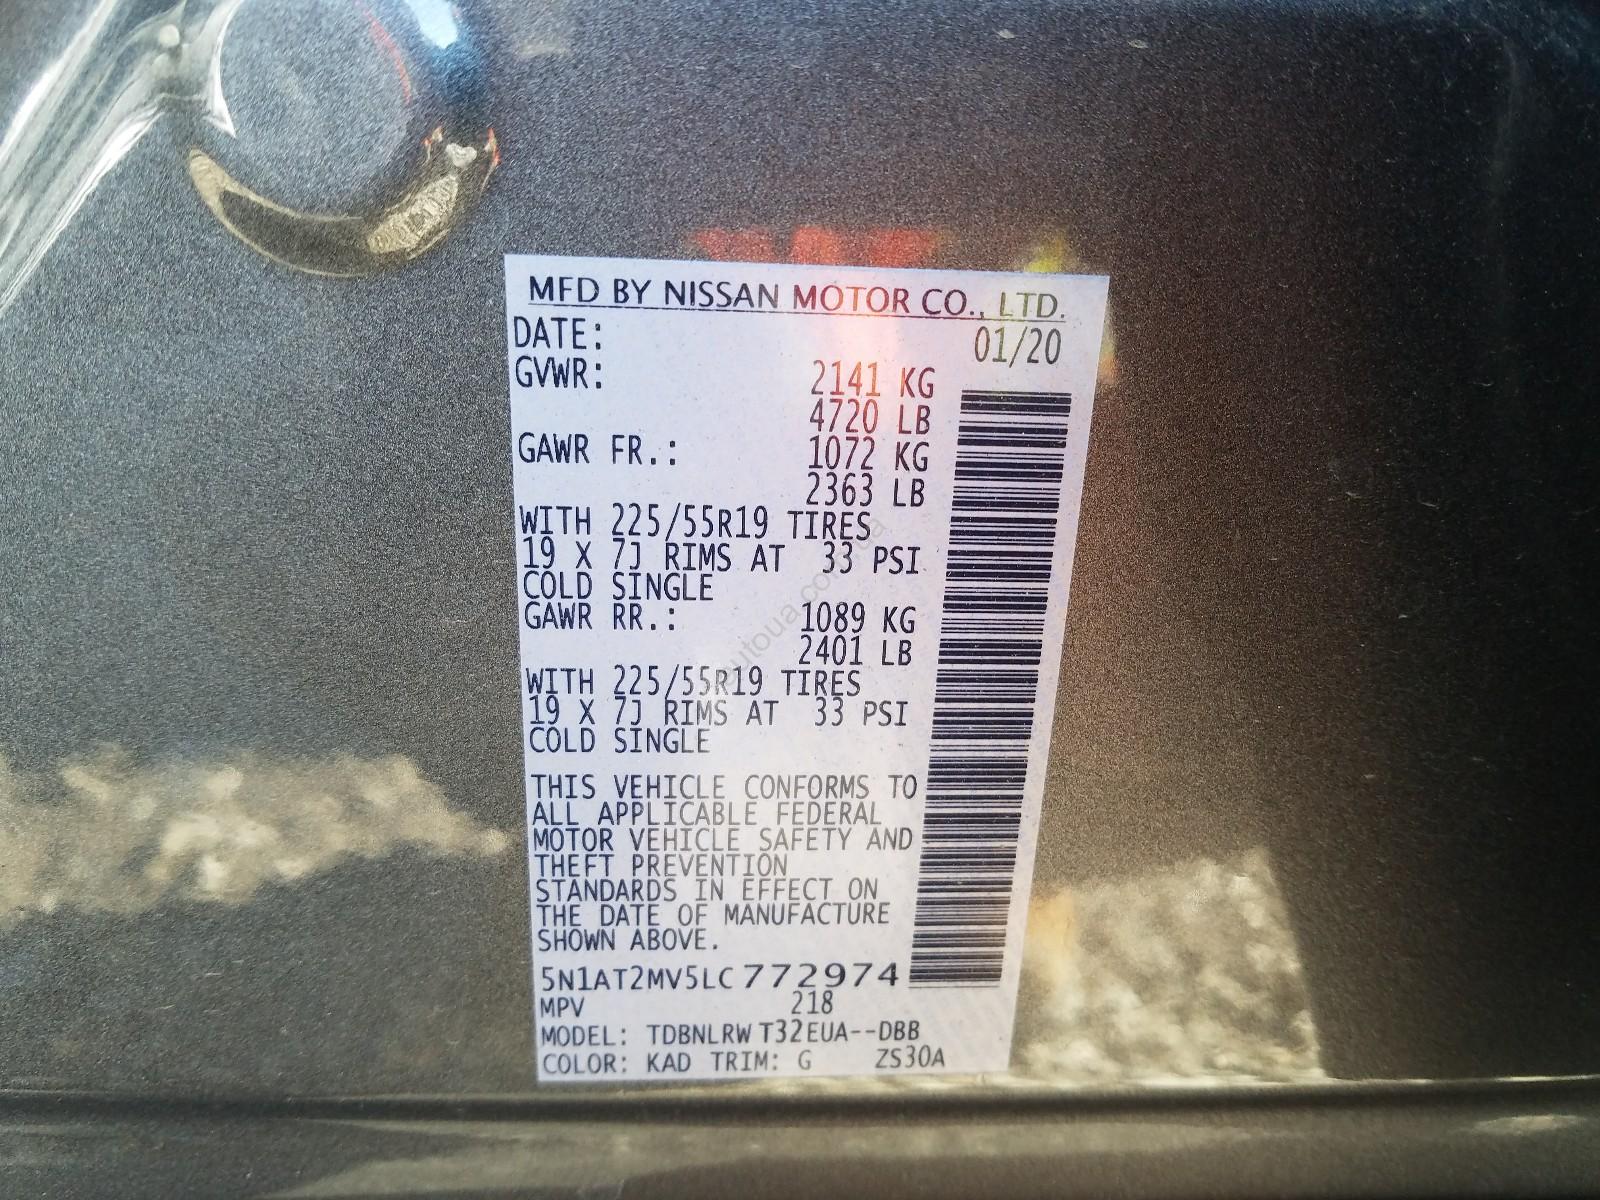 MFD BY NISSAN MOTOR CO., LTD.
DATE: 01/20
GVWR: 2141 KG
4720 LB
GAWR FR.: 1072 KG
2363 LB
WITH 225/55R19 TIRES
19 X 7J RIMS AT 33 PSI
COLD SINGLE
GAWR RR.: 1089 KG
2401 LB
WITH 225/55R19 TIRES
19 X 7J RIMS AT 33 PSI
COLD SINGLE
THIS VEHICLE CONFORMS TO
ALL APPLICABLE FEDERAL
MOTOR VEHICLE SAFETY AND
THEFT PREVENTION
STANDARDS IN EFFECT ON
THE DATE OF MANUFACTURE
SHOWN ABOVE.
5N1AT2MV5LC772974
MPV 218
MODEL: TDBNLRW T32EUA--DBB
COLOR: KAD TRIM: G ZS30A